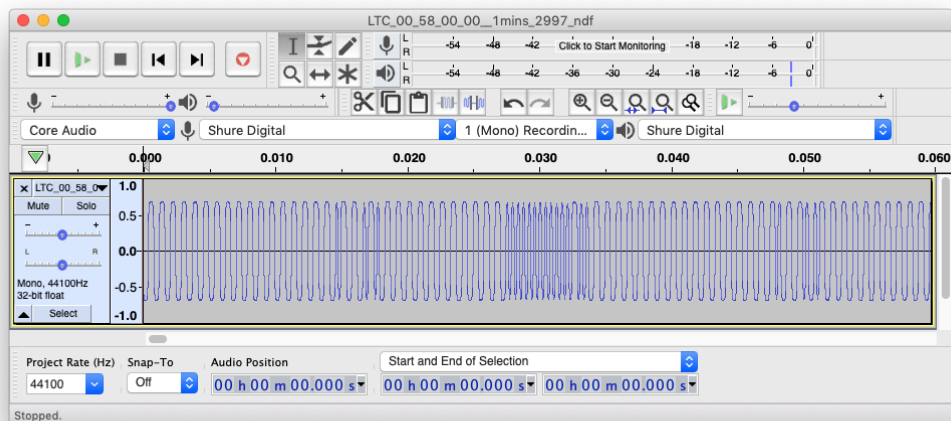 LTC_00_58_00_00__1mins_2997_ndf
L R -54 -48 -42 Click to Start Monitoring -18 -12 -6 0
L R -54 -48 -42 -36 -30 -24 -18 -12 -6 0
- + - + - +
Core Audio Shure Digital 1 (Mono) Recordin... Shure Digital
0.000 0.010 0.020 0.030 0.040 0.050 0.060
x LTC_00_58_0 1.0
Mute Solo 0.5
- +
L R 0.0
Mono, 44100Hz
32-bit float -0.5
Select -1.0
Project Rate (Hz) Snap-To Audio Position Start and End of Selection
44100 Off 00 h 00 m 00.000 s 00 h 00 m 00.000 s 00 h 00 m 00.000 s
Stopped.